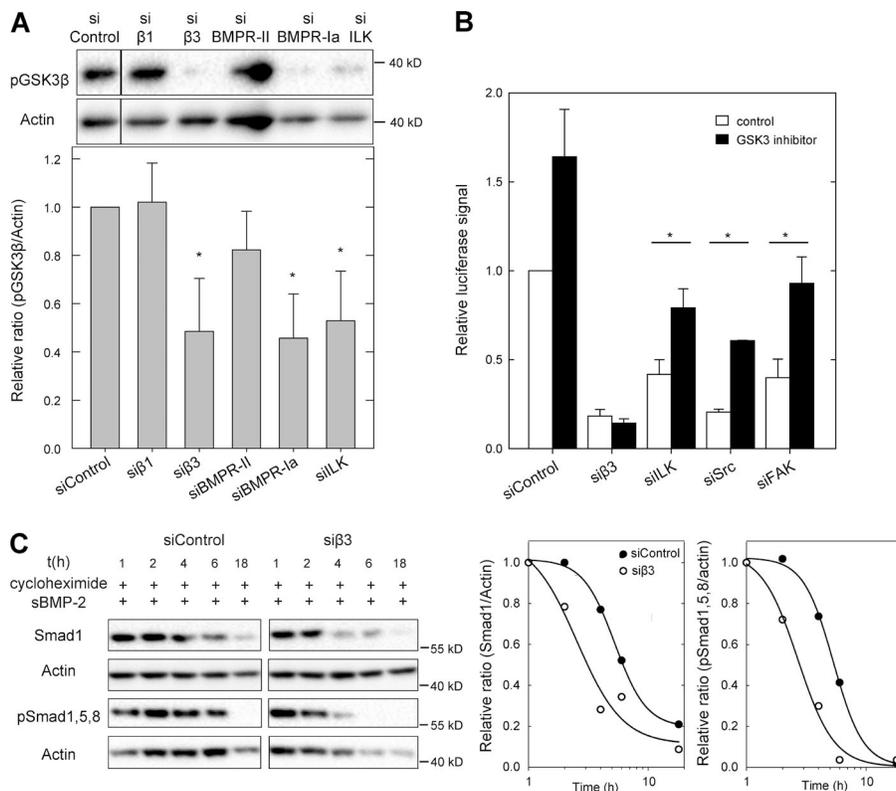 A
si Control
si β1
si β3
si BMPR-II
si BMPR-Ia
si ILK
pGSK3β
40 kD
Actin
40 kD
Relative ratio (pGSK3β/Actin)
1.2
1.0
0.8
0.6
0.4
0.2
0.0
* * *
siControl siβ1 siβ3 siBMPR-II siBMPR-Ia siILK
B
Relative luciferase signal
2.0
1.5
1.0
0.5
0.0
control
GSK3 inhibitor
* * *
siControl siβ3 siILK siSrc siFAK
C
siControl siβ3
t(h) 1 2 4 6 18 1 2 4 6 18
cycloheximide + + + + + + + + + +
sBMP-2 + + + + + + + + + +
Smad1
55 kD
Actin
40 kD
pSmad1,5,8
55 kD
Actin
40 kD
Relative ratio (Smad1/Actin)
1.0
0.8
0.6
0.4
0.2
0.0
siControl
siβ3
1 10
Time (h)
Relative ratio (pSmad1,5,8/actin)
1.0
0.8
0.6
0.4
0.2
0.0
1 10
Time (h)